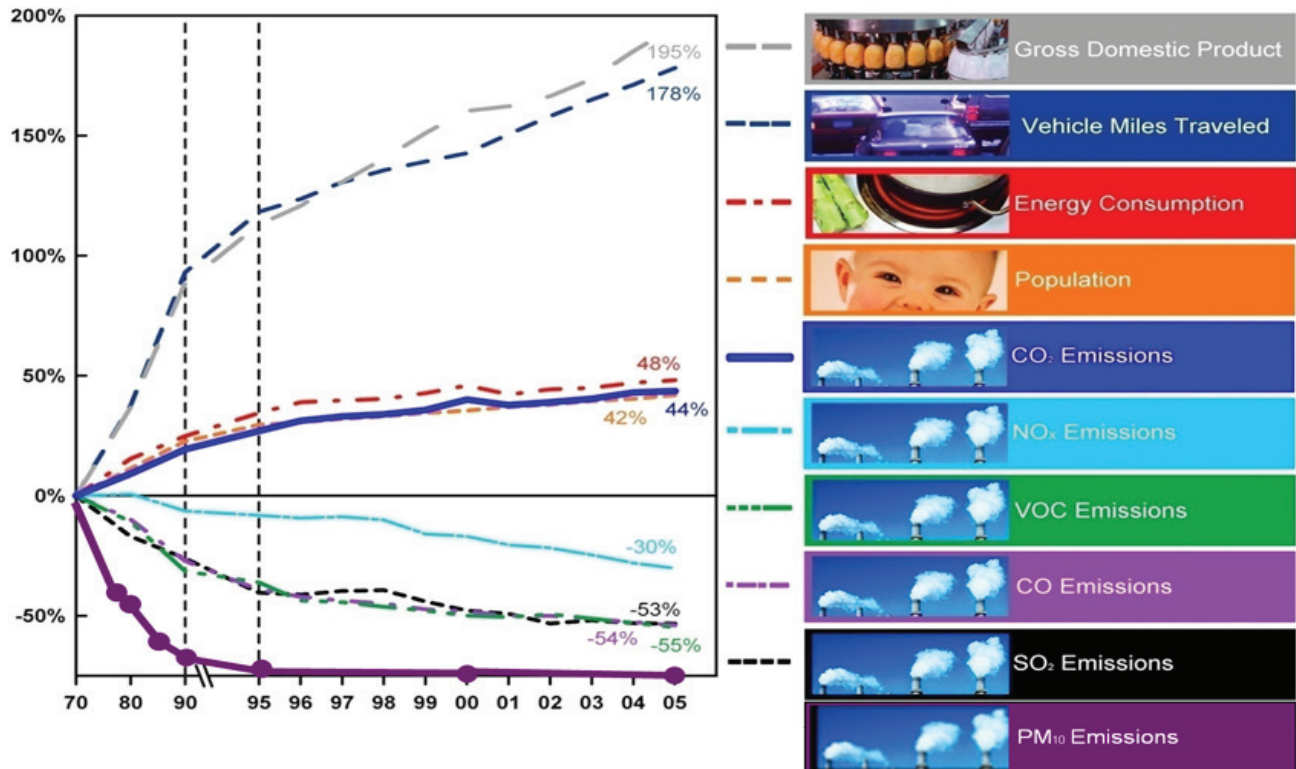 200%
150%
100%
50%
0%
-50%
195%
178%
48%
42%
44%
-30%
-53%
-54%
-55%
70 80 90 95 96 97 98 99 00 01 02 03 04 05
Gross Domestic Product
Vehicle Miles Traveled
Energy Consumption
Population
CO₂ Emissions
NOₓ Emissions
VOC Emissions
CO Emissions
SO₂ Emissions
PM₁₀ Emissions